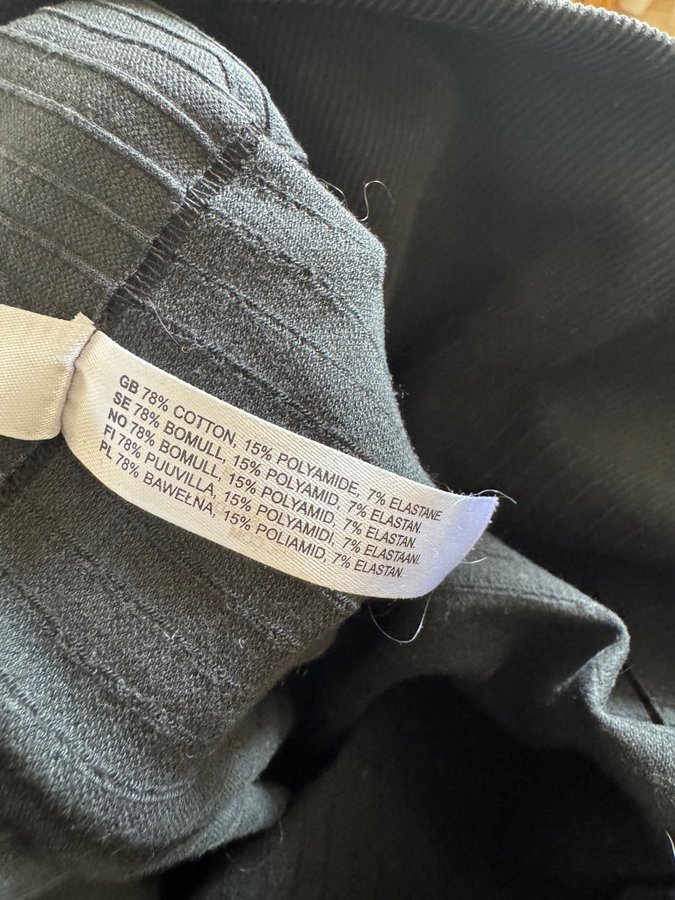 GB 78% COTTON, 15% POLYAMIDE, 7% ELASTANE
SE 78% BOMULL, 15% POLYAMID, 7% ELASTAN.
NO 78% BOMULL, 15% POLYAMID, 7% ELASTAN.
FI 78% PUUVILLA, 15% POLYAMIDI, 7% ELASTAANI.
PL 78% BAWEŁNA, 15% POLIAMID, 7% ELASTAN.